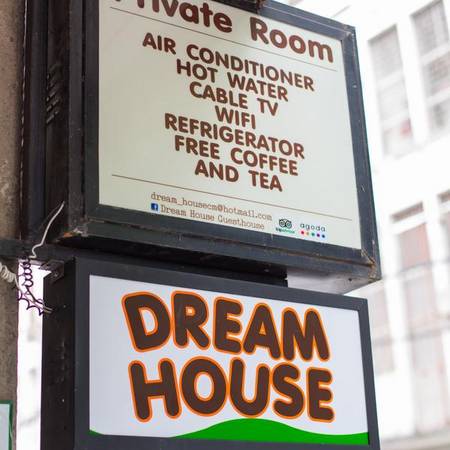 Private Room
AIR CONDITIONER
HOT WATER
CABLE TV
WIFI
REFRIGERATOR
FREE COFFEE
AND TEA
dream_housecm@hotmail.com
f Dream House Guesthouse
tripadvisor agoda
DREAM
HOUSE